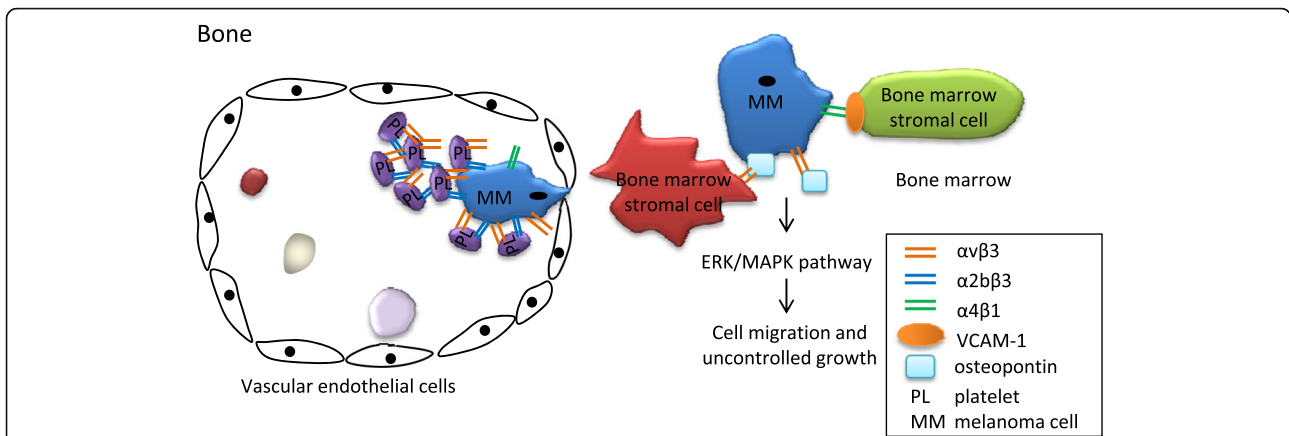 Bone
PL
PL
PL
PL
PL
PL
MM
PL
PL
Vascular endothelial cells
MM
Bone marrow
stromal cell
Bone marrow
stromal cell
Bone marrow
ERK/MAPK pathway
Cell migration and
uncontrolled growth
αvβ3
α2bβ3
α4β1
VCAM-1
osteopontin
PL platelet
MM melanoma cell